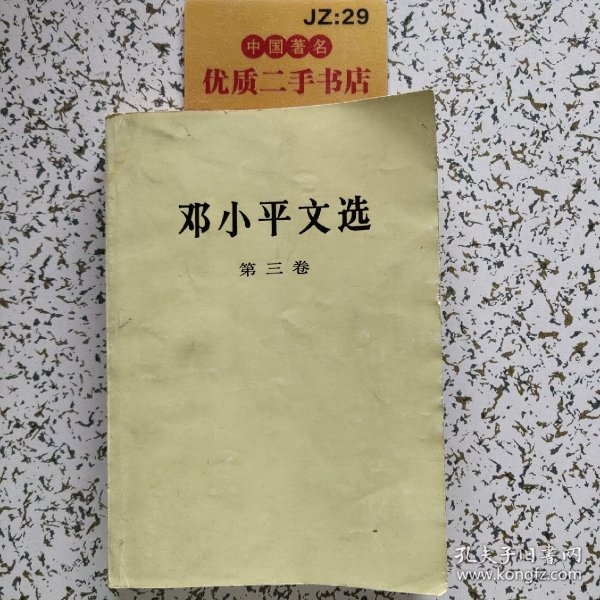 JZ:29
中国著名
优质二手书店
邓小平文选
第三卷
孔夫子旧书网
www.kongfz.com